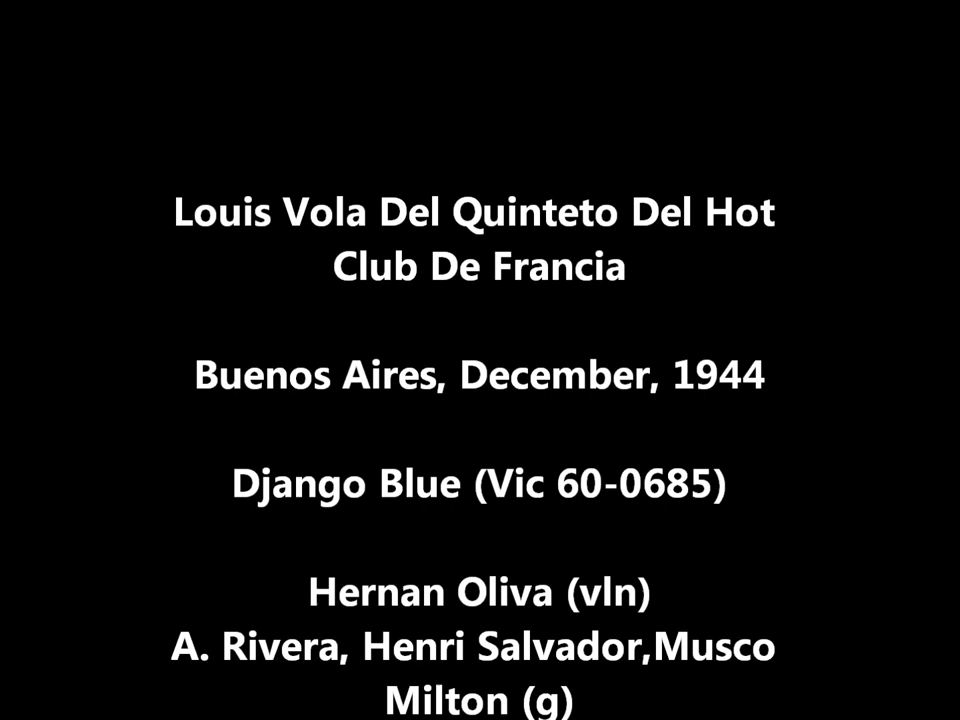 Louis Vola Del Quinteto Del Hot
Club De Francia
Buenos Aires, December, 1944
Django Blue (Vic 60-0685)
Hernan Oliva (vln)
A. Rivera, Henri Salvador,Musco
Milton (g)